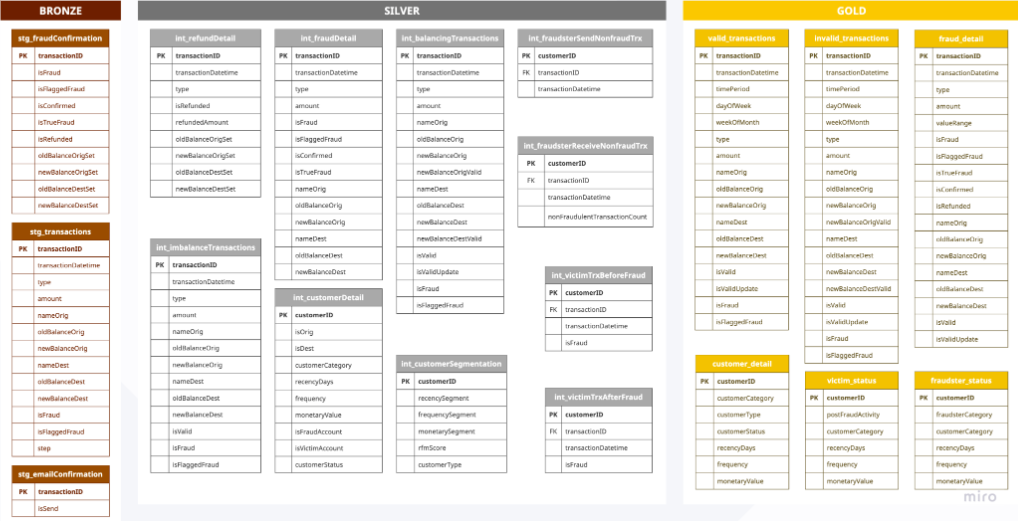 BRONZE
stg_fraudConfirmation
PK transactionID
isFraud
isFlaggedFraud
isConfirmed
isTrueFraud
isRefunded
oldBalanceOrigSet
newBalanceOrigSet
oldBalanceDestSet
newBalanceDestSet
stg_transactions
PK transactionID
transactionDatetime
type
amount
nameOrig
oldBalanceOrig
newBalanceOrig
nameDest
oldBalanceDest
newBalanceDest
isFraud
isFlaggedFraud
step
stg_emailConfirmation
PK transactionID
isSend
SILVER
int_refundDetail
PK transactionID
transactionDatetime
type
isRefunded
refundedAmount
oldBalanceOrigSet
newBalanceOrigSet
oldBalanceDestSet
newBalanceDestSet
int_imbalanceTransactions
PK transactionID
transactionDatetime
type
amount
nameOrig
oldBalanceOrig
newBalanceOrig
nameDest
oldBalanceDest
newBalanceDest
isValid
isFraud
isFlaggedFraud
int_fraudDetail
PK transactionID
transactionDatetime
type
amount
isFraud
isFlaggedFraud
isConfirmed
isTrueFraud
nameOrig
oldBalanceOrig
newBalanceOrig
nameDest
oldBalanceDest
newBalanceDest
int_customerDetail
PK customerID
isOrig
isDest
customerCategory
recencyDays
frequency
monetaryValue
isFraudAccount
isVictimAccount
customerStatus
int_balancingTransactions
PK transactionID
transactionDatetime
type
amount
nameOrig
oldBalanceOrig
newBalanceOrig
newBalanceOrigValid
nameDest
oldBalanceDest
newBalanceDest
newBalanceDestValid
isValid
isValidUpdate
isFraud
isFlaggedFraud
int_customerSegmentation
PK customerID
recencySegment
frequencySegment
monetarySegment
rfmScore
customerType
int_fraudsterSendNonfraudTrx
PK customerID
FK transactionID
transactionDatetime
int_fraudsterReceiveNonfraudTrx
PK customerID
FK transactionID
transactionDatetime
nonFraudulentTransactionCount
int_victimTrxBeforeFraud
PK customerID
FK transactionID
transactionDatetime
isFraud
int_victimTrxAfterFraud
PK customerID
FK transactionID
transactionDatetime
isFraud
GOLD
valid_transactions
PK transactionID
transactionDatetime
timePeriod
dayOfWeek
weekOfMonth
type
amount
nameOrig
oldBalanceOrig
newBalanceOrig
nameDest
oldBalanceDest
newBalanceDest
isValid
isValidUpdate
isFraud
isFlaggedFraud
customer_detail
PK customerID
customerCategory
customerType
customerStatus
recencyDays
frequency
monetaryValue
invalid_transactions
PK transactionID
transactionDatetime
timePeriod
dayOfWeek
weekOfMonth
type
amount
nameOrig
oldBalanceOrig
newBalanceOrig
newBalanceOrigValid
nameDest
oldBalanceDest
newBalanceDest
newBalanceDestValid
isValid
isValidUpdate
isFraud
isFlaggedFraud
victim_status
PK customerID
postFraudActivity
customerCategory
recencyDays
frequency
monetaryValue
fraud_detail
PK transactionID
transactionDatetime
type
amount
valueRange
isFraud
isFlaggedFraud
isTrueFraud
isConfirmed
isRefunded
nameOrig
oldBalanceOrig
newBalanceOrig
nameDest
oldBalanceDest
newBalanceDest
isValid
isValidUpdate
fraudster_status
PK customerID
fraudsterCategory
customerCategory
recencyDays
frequency
monetaryValue
miro